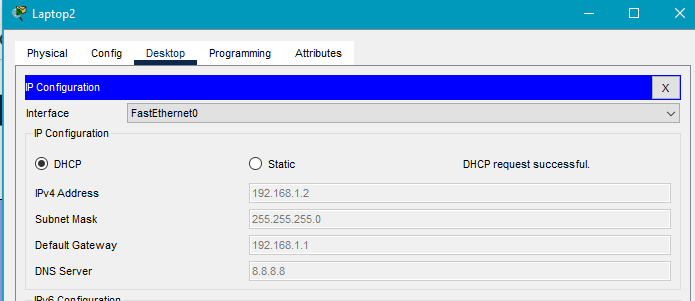 Laptop2
Physical Config Desktop Programming Attributes
IP Configuration X
Interface FastEthernet0
IP Configuration
DHCP Static DHCP request successful.
IPv4 Address 192.168.1.2
Subnet Mask 255.255.255.0
Default Gateway 192.168.1.1
DNS Server 8.8.8.8
IPv6 Configuration